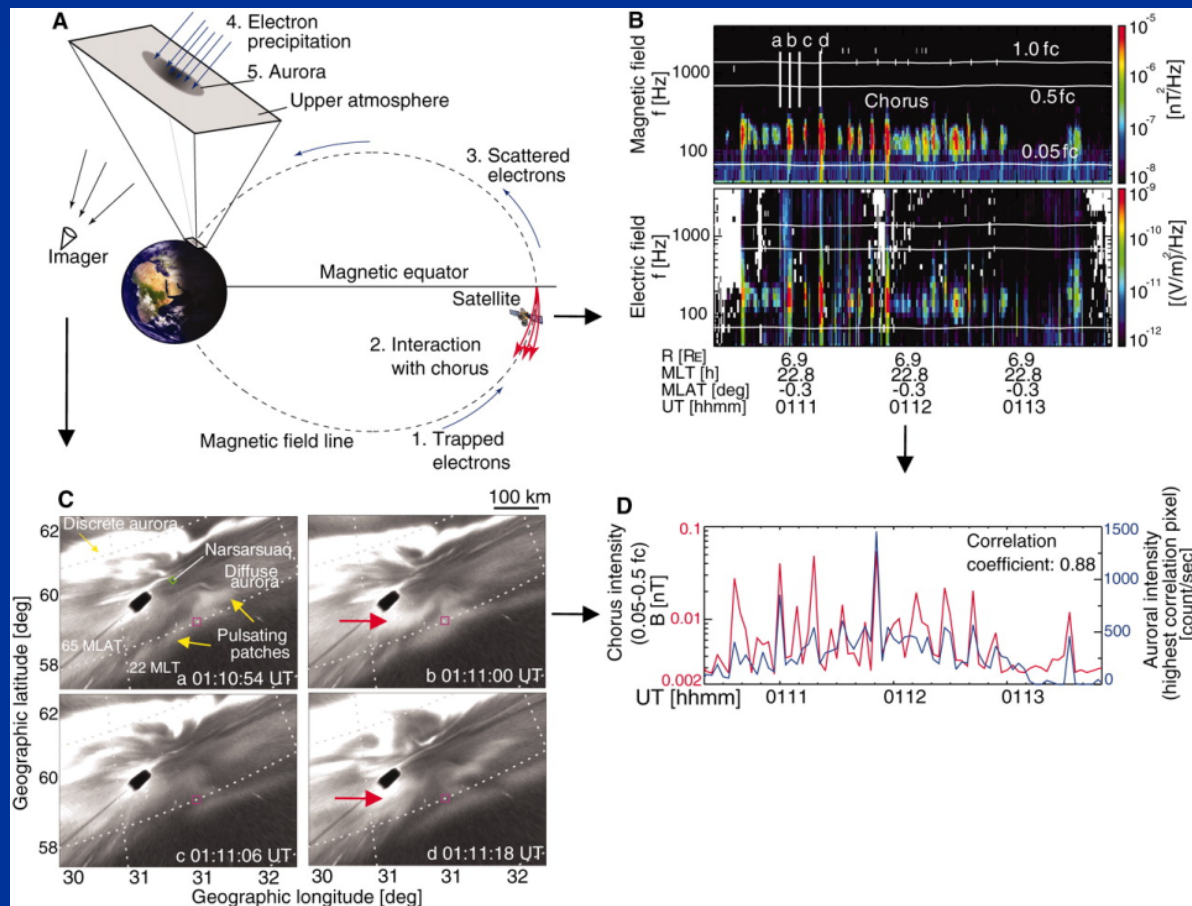 A
4. Electron
precipitation
5. Aurora
Upper atmosphere
3. Scattered
electrons
Imager
Magnetic equator
Satellite
2. Interaction
with chorus
Magnetic field line
1. Trapped
electrons
B
a b c d
1.0 fc
0.5 fc
Chorus
0.05 fc
Magnetic field
f [Hz]
1000
100
10-5
10-6
10-7
10-8
[nT2/Hz]
Electric field
f [Hz]
1000
100
10-9
10-10
10-11
10-12
[(V/m)2/Hz]
R [RE] 6.9 6.9 6.9
MLT [h] 22.8 22.8 22.8
MLAT [deg] -0.3 -0.3 -0.3
UT [hhmm] 0111 0112 0113
C
100 km
Geographic latitude [deg]
62
60
58
62
60
58
Discrete aurora
Narsarsuaq
Diffuse
aurora
Pulsating
patches
65 MLAT
22 MLT
a 01:10:54 UT
b 01:11:00 UT
c 01:11:06 UT
d 01:11:18 UT
30 31 31 32 30 31 31 32
Geographic longitude [deg]
D
Chorus intensity
(0.05-0.5 fc)
B [nT]
0.1
0.01
0.002
Correlation
coefficient: 0.88
1500
1000
500
0
Auroral intensity
(highest correlation pixel)
[count/sec]
UT [hhmm] 0111 0112 0113